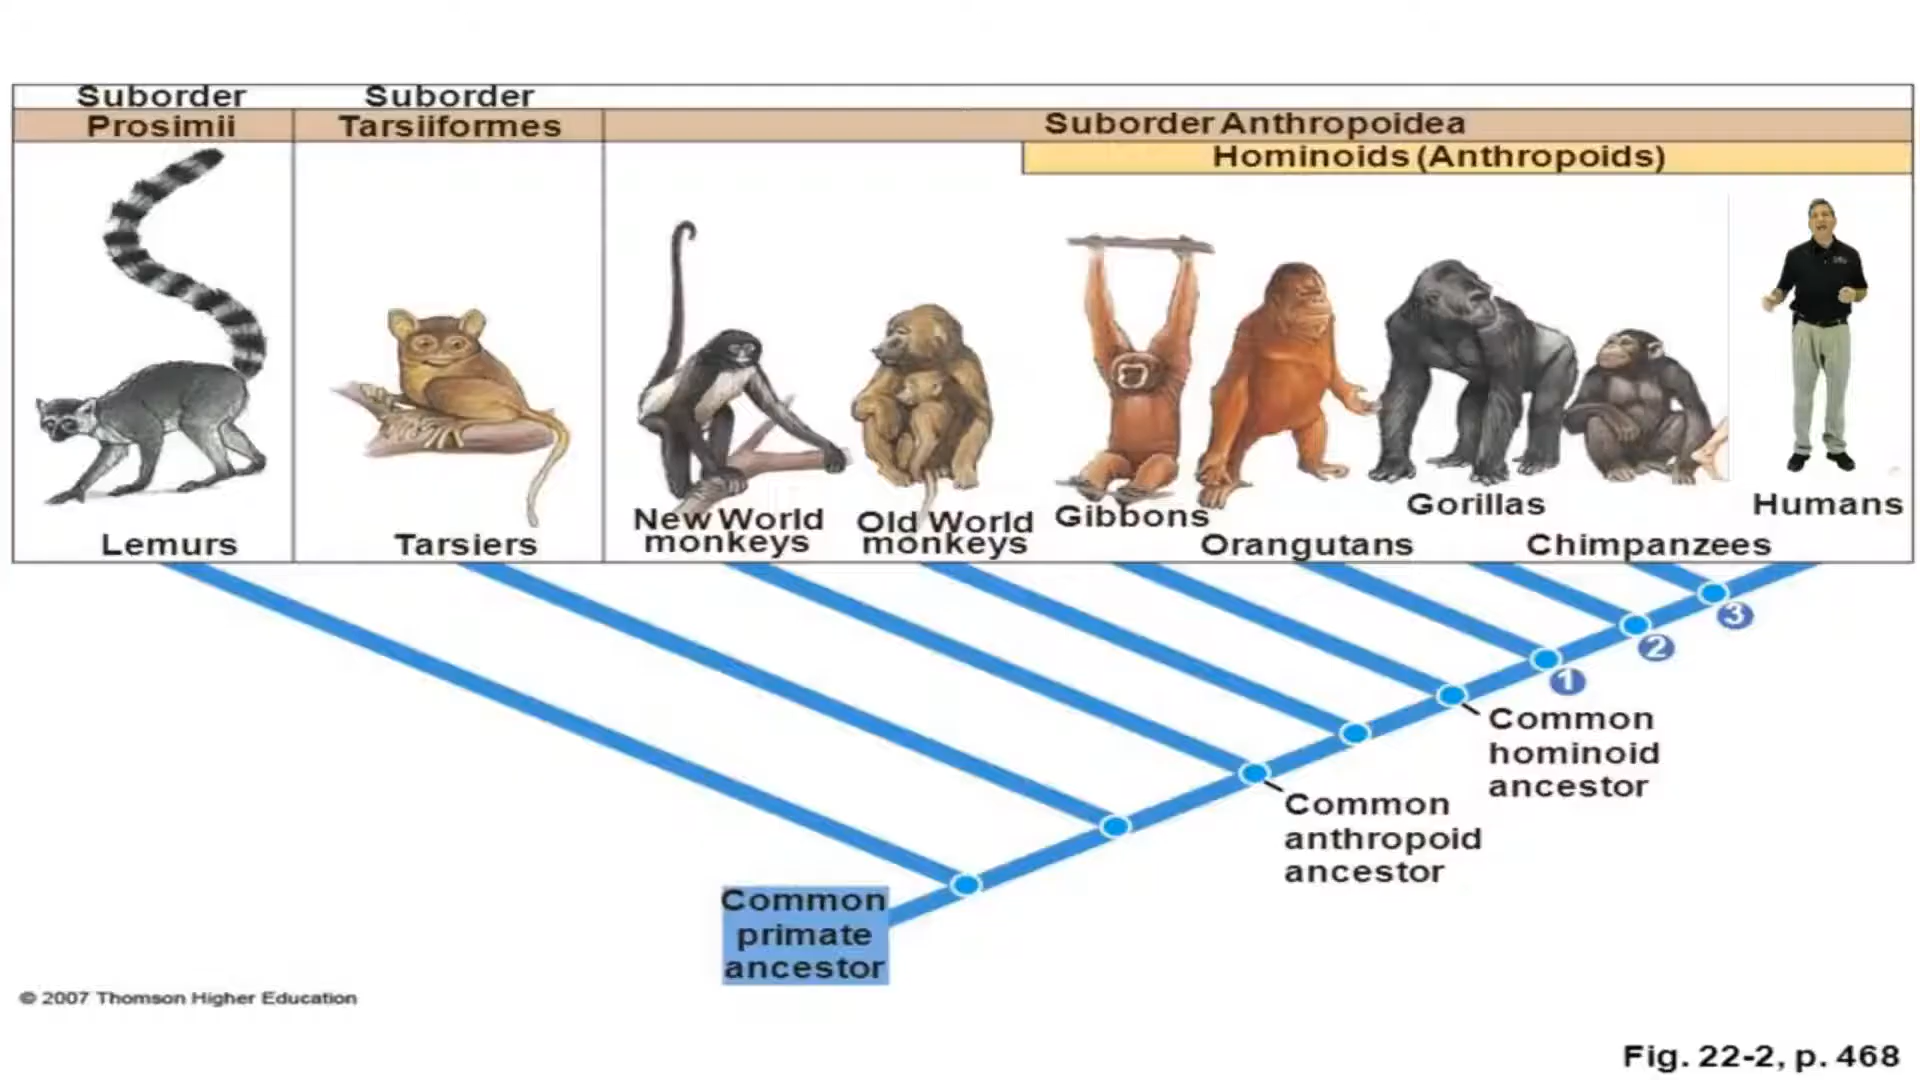 Suborder
Prosimii
Suborder
Tarsiiformes
Suborder Anthropoidea
Hominoids (Anthropoids)
Lemurs
Tarsiers
New World
monkeys
Old World
monkeys
Gibbons
Orangutans
Gorillas
Chimpanzees
Humans
3
2
1
Common
hominoid
ancestor
Common
anthropoid
ancestor
Common
primate
ancestor
© 2007 Thomson Higher Education
Fig. 22-2, p. 468